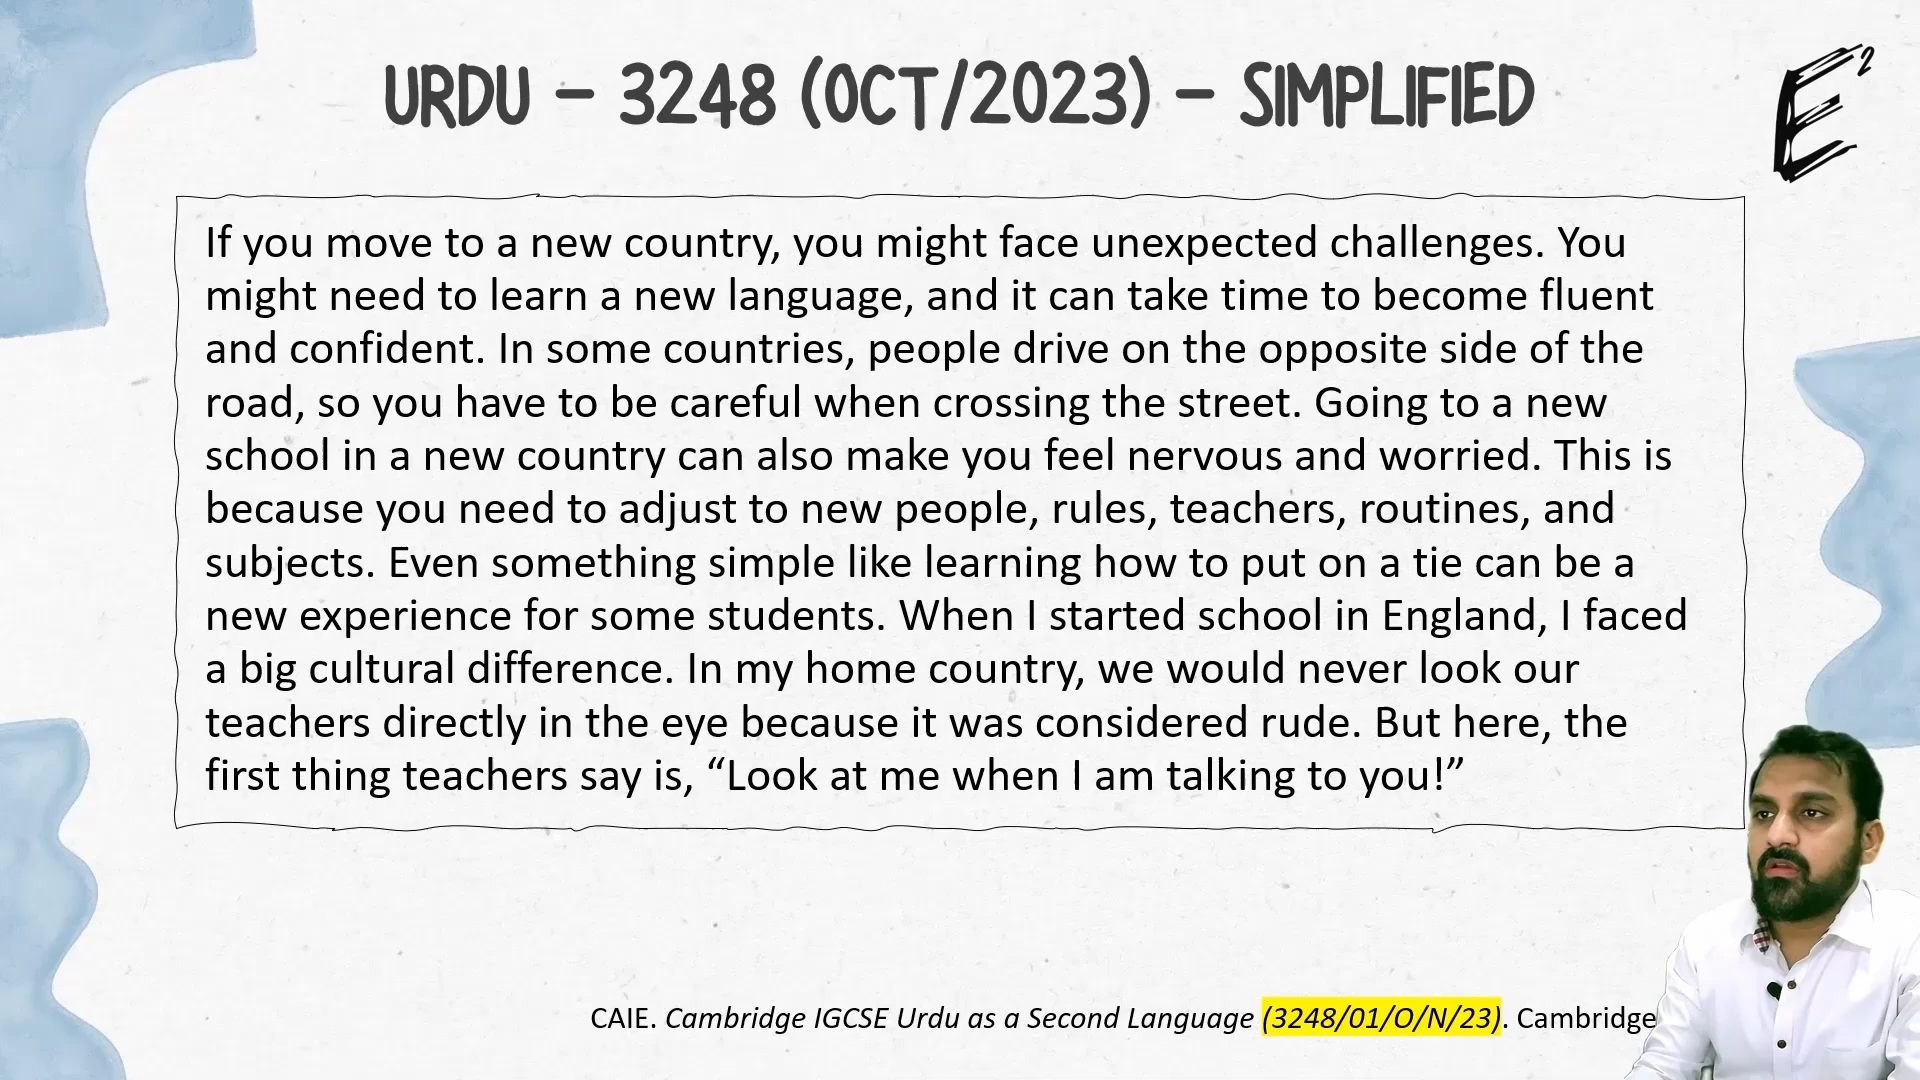 URDU – 3248 (OCT/2023) – SIMPLIFIED
E²
If you move to a new country, you might face unexpected challenges. You
might need to learn a new language, and it can take time to become fluent
and confident. In some countries, people drive on the opposite side of the
road, so you have to be careful when crossing the street. Going to a new
school in a new country can also make you feel nervous and worried. This is
because you need to adjust to new people, rules, teachers, routines, and
subjects. Even something simple like learning how to put on a tie can be a
new experience for some students. When I started school in England, I faced
a big cultural difference. In my home country, we would never look our
teachers directly in the eye because it was considered rude. But here, the
first thing teachers say is, “Look at me when I am talking to you!”
CAIE. Cambridge IGCSE Urdu as a Second Language (3248/01/O/N/23). Cambridge